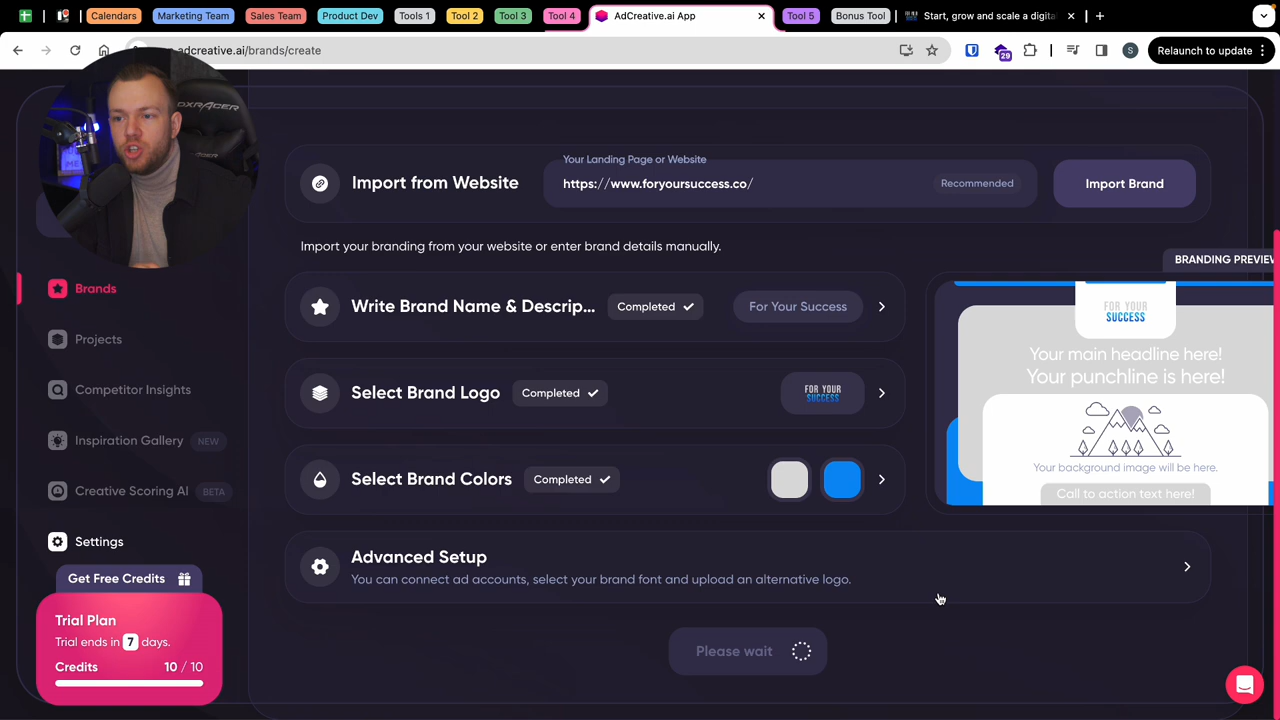 Calendars
Marketing Team
Sales Team
Product Dev
Tools 1
Tool 2
Tool 3
Tool 4
AdCreative.ai App
Tool 5
Bonus Tool
Start, grow and scale a digita
adcreative.ai/brands/create
29
S
Relaunch to update
DXRACER
Import from Website
Your Landing Page or Website
https://www.foryoursuccess.co/
Recommended
Import Brand
Import your branding from your website or enter brand details manually.
BRANDING PREVIEW
Write Brand Name & Descrip...
Completed
For Your Success
Select Brand Logo
Completed
FOR YOUR
SUCCESS
Select Brand Colors
Completed
FOR YOUR
SUCCESS
Your main headline here!
Your punchline is here!
Your background image will be here.
Call to action text here!
Advanced Setup
You can connect ad accounts, select your brand font and upload an alternative logo.
Please wait
Brands
Projects
Competitor Insights
Inspiration Gallery NEW
Creative Scoring AI BETA
Settings
Get Free Credits
Trial Plan
Trial ends in 7 days.
Credits 10 / 10